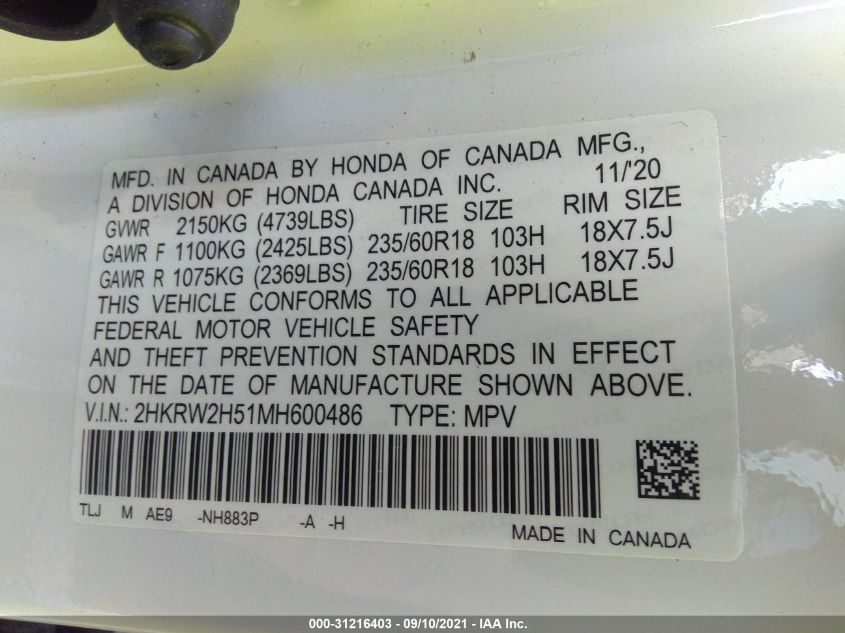 MFD. IN CANADA BY HONDA OF CANADA MFG.,
A DIVISION OF HONDA CANADA INC. 11/'20
GVWR 2150KG (4739LBS) TIRE SIZE RIM SIZE
GAWR F 1100KG (2425LBS) 235/60R18 103H 18X7.5J
GAWR R 1075KG (2369LBS) 235/60R18 103H 18X7.5J
THIS VEHICLE CONFORMS TO ALL APPLICABLE
FEDERAL MOTOR VEHICLE SAFETY
AND THEFT PREVENTION STANDARDS IN EFFECT
ON THE DATE OF MANUFACTURE SHOWN ABOVE.
V.I.N.: 2HKRW2H51MH600486 TYPE: MPV
TLJ M AE9 -NH883P -A -H
MADE IN CANADA
000-31216403 - 09/10/2021 - IAA Inc.